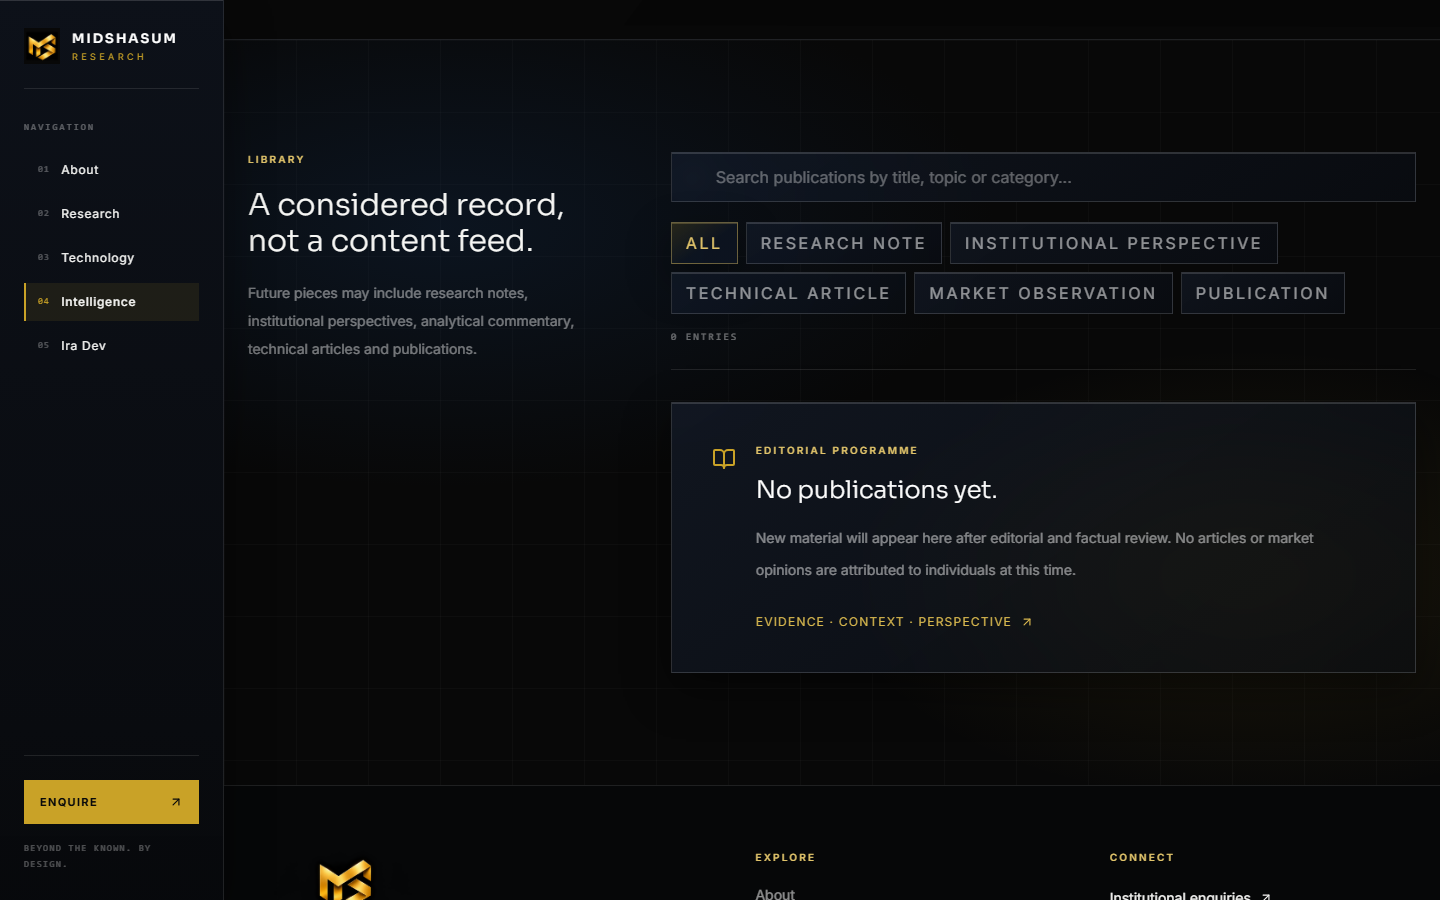 MIDSHASUM
RESEARCH
NAVIGATION
01 About
02 Research
03 Technology
04 Intelligence
05 Ira Dev
ENQUIRE
BEYOND THE KNOWN. BY
DESIGN.
LIBRARY
A considered record,
not a content feed.
Future pieces may include research notes,
institutional perspectives, analytical commentary,
technical articles and publications.
Search publications by title, topic or category...
ALL RESEARCH NOTE INSTITUTIONAL PERSPECTIVE
TECHNICAL ARTICLE MARKET OBSERVATION PUBLICATION
0 ENTRIES
EDITORIAL PROGRAMME
No publications yet.
New material will appear here after editorial and factual review. No articles or market
opinions are attributed to individuals at this time.
EVIDENCE · CONTEXT · PERSPECTIVE
EXPLORE
About
CONNECT
Institutional enquiries